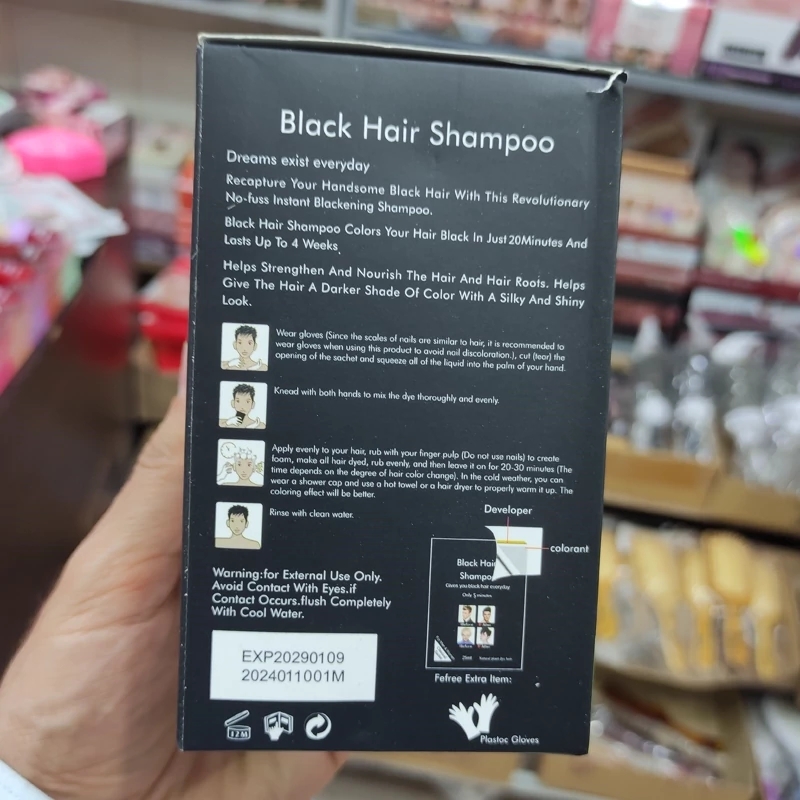 Black Hair Shampoo
Dreams exist everyday
Recapture Your Handsome Black Hair With This Revolutionary
No-fuss Instant Blackening Shampoo.
Black Hair Shampoo Colors Your Hair Black In Just 20Minutes And
Lasts Up To 4 Weeks
Helps Strengthen And Nourish The Hair And Hair Roots. Helps
Give The Hair A Darker Shade Of Color With A Silky And Shiny
Look.
Wear gloves (Since the scales of nails are similar to hair, it is recommended to
wear gloves when using this product to avoid nail discoloration.), cut (tear) the
opening of the sachet and squeeze all of the liquid into the palm of your hand.
Knead with both hands to mix the dye thoroughly and evenly.
Apply evenly to your hair, rub with your finger pulp (Do not use nails) to create
foam, make all hair dyed, rub evenly, and then leave it on for 20-30 minutes (The
time depends on the degree of hair color change). In the cold weather, you can
wear a shower cap and use a hot towel or a hair dryer to properly warm it up. The
coloring effect will be better.
Rinse with clean water.
Developer
colorant
Black Hair
Shampo
Given you black hair everyday
Only 5 minutes
25ml
Warning:for External Use Only.
Avoid Contact With Eyes.if
Contact Occurs.flush Completely
With Cool Water.
EXP20290109
2024011001M
12M
Fefree Extra Item:
Plastoc Gloves